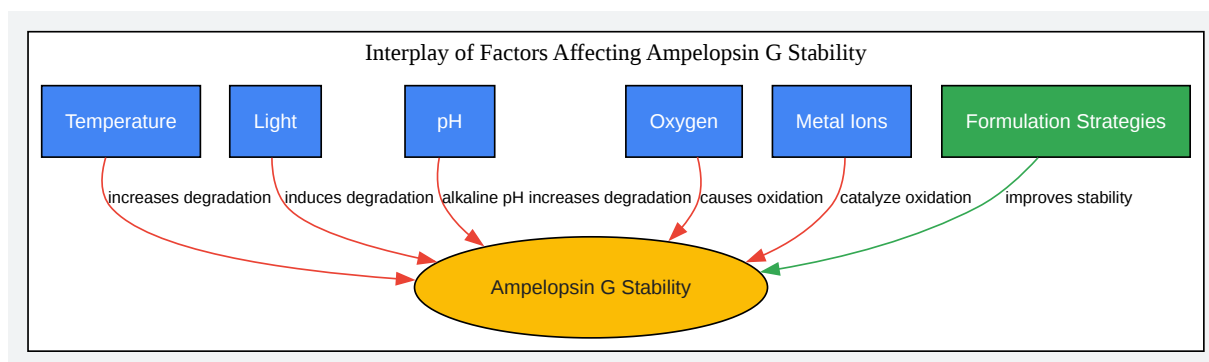 Interplay of Factors Affecting Ampelopsin G Stability
Temperature
Light
pH
Oxygen
Metal Ions
Formulation Strategies
increases degradation
induces degradation
alkaline pH increases degradation
causes oxidation
catalyze oxidation
improves stability
Ampelopsin G Stability